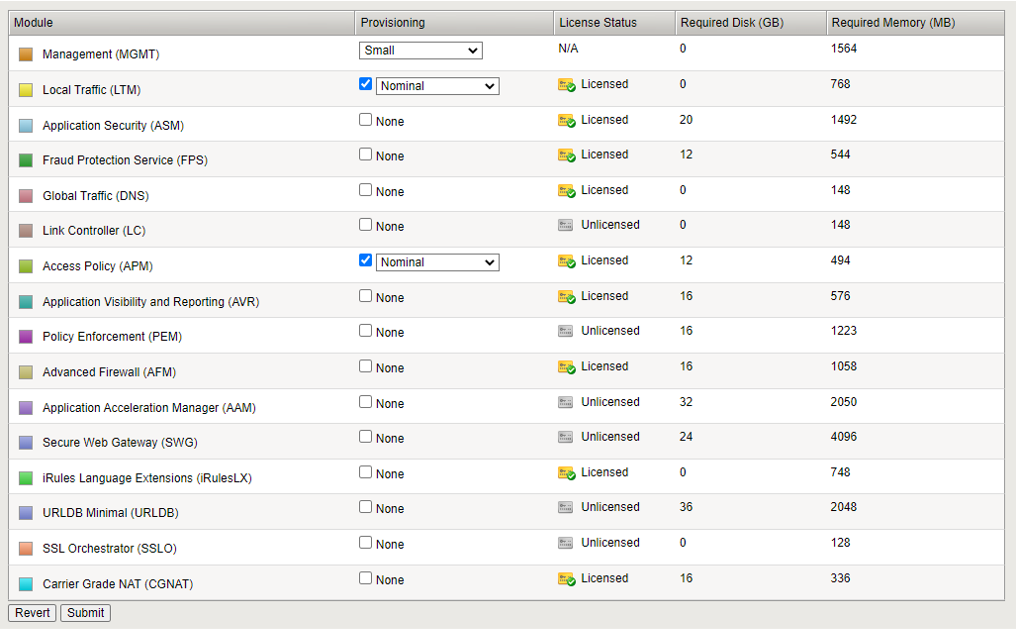 Module Provisioning License Status Required Disk (GB) Required Memory (MB)
Management (MGMT) Small N/A 0 1564
Local Traffic (LTM) Nominal Licensed 0 768
Application Security (ASM) None Licensed 20 1492
Fraud Protection Service (FPS) None Licensed 12 544
Global Traffic (DNS) None Licensed 0 148
Link Controller (LC) None Unlicensed 0 148
Access Policy (APM) Nominal Licensed 12 494
Application Visibility and Reporting (AVR) None Licensed 16 576
Policy Enforcement (PEM) None Unlicensed 16 1223
Advanced Firewall (AFM) None Licensed 16 1058
Application Acceleration Manager (AAM) None Unlicensed 32 2050
Secure Web Gateway (SWG) None Unlicensed 24 4096
iRules Language Extensions (iRulesLX) None Licensed 0 748
URLDB Minimal (URLDB) None Unlicensed 36 2048
SSL Orchestrator (SSLO) None Unlicensed 0 128
Carrier Grade NAT (CGNAT) None Licensed 16 336
Revert Submit